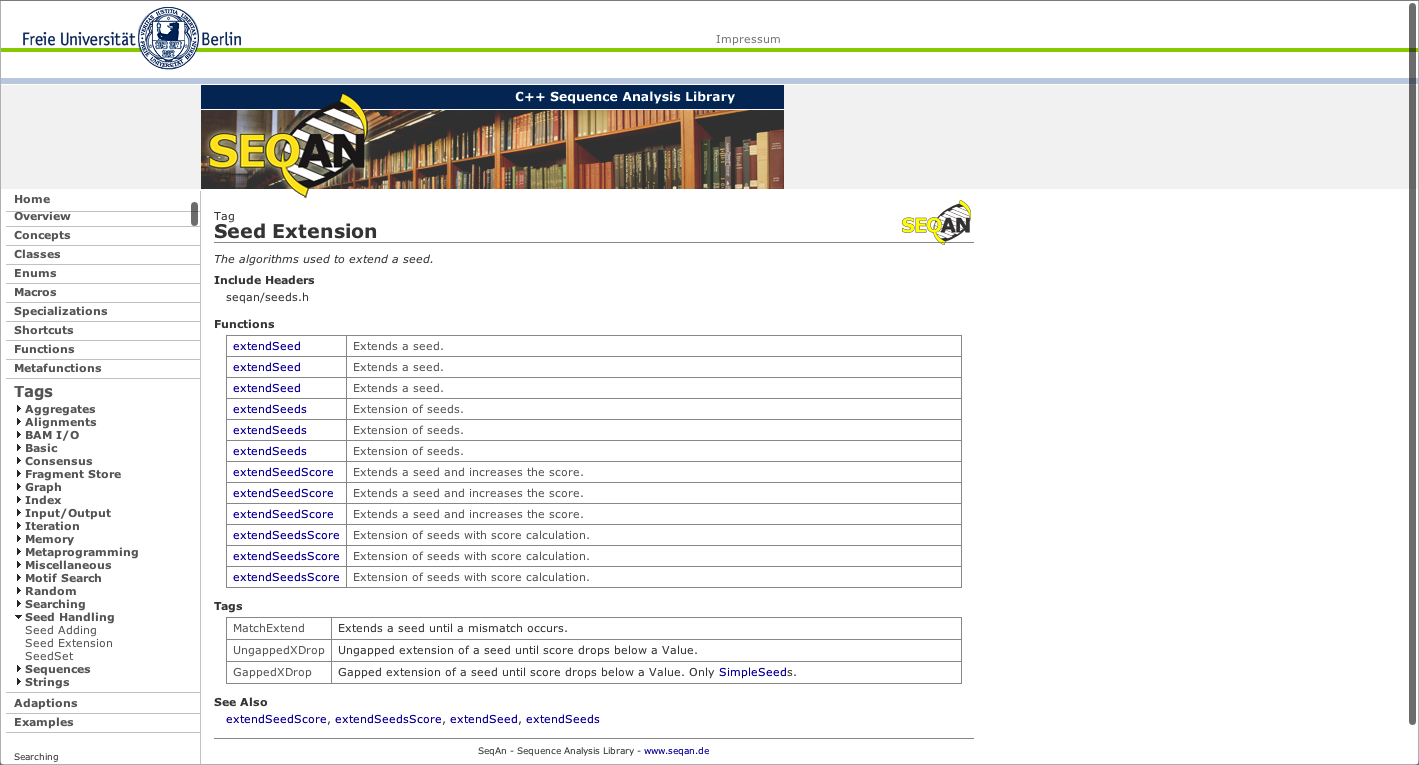 Freie Universität Berlin
Impressum
C++ Sequence Analysis Library
SEQAN
Home
Overview
Concepts
Classes
Enums
Macros
Specializations
Shortcuts
Functions
Metafunctions
Tags
Aggregates
Alignments
BAM I/O
Basic
Consensus
Fragment Store
Graph
Index
Input/Output
Iteration
Memory
Metaprogramming
Miscellaneous
Motif Search
Random
Searching
Seed Handling
Seed Adding
Seed Extension
SeedSet
Sequences
Strings
Adaptions
Examples
Searching
Tag
Seed Extension
SEQAN
The algorithms used to extend a seed.
Include Headers
seqan/seeds.h
Functions
extendSeed Extends a seed.
extendSeed Extends a seed.
extendSeed Extends a seed.
extendSeeds Extension of seeds.
extendSeeds Extension of seeds.
extendSeeds Extension of seeds.
extendSeedScore Extends a seed and increases the score.
extendSeedScore Extends a seed and increases the score.
extendSeedScore Extends a seed and increases the score.
extendSeedsScore Extension of seeds with score calculation.
extendSeedsScore Extension of seeds with score calculation.
extendSeedsScore Extension of seeds with score calculation.
Tags
MatchExtend Extends a seed until a mismatch occurs.
UngappedXDrop Ungapped extension of a seed until score drops below a Value.
GappedXDrop Gapped extension of a seed until score drops below a Value. Only SimpleSeeds.
See Also
extendSeedScore, extendSeedsScore, extendSeed, extendSeeds
SeqAn - Sequence Analysis Library - www.seqan.de